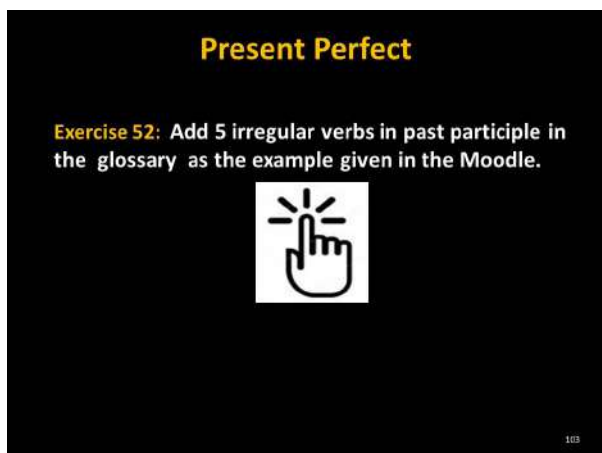 Present Perfect
Exercise 52: Add 5 irregular verbs in past participle in
the glossary as the example given in the Moodle.
103